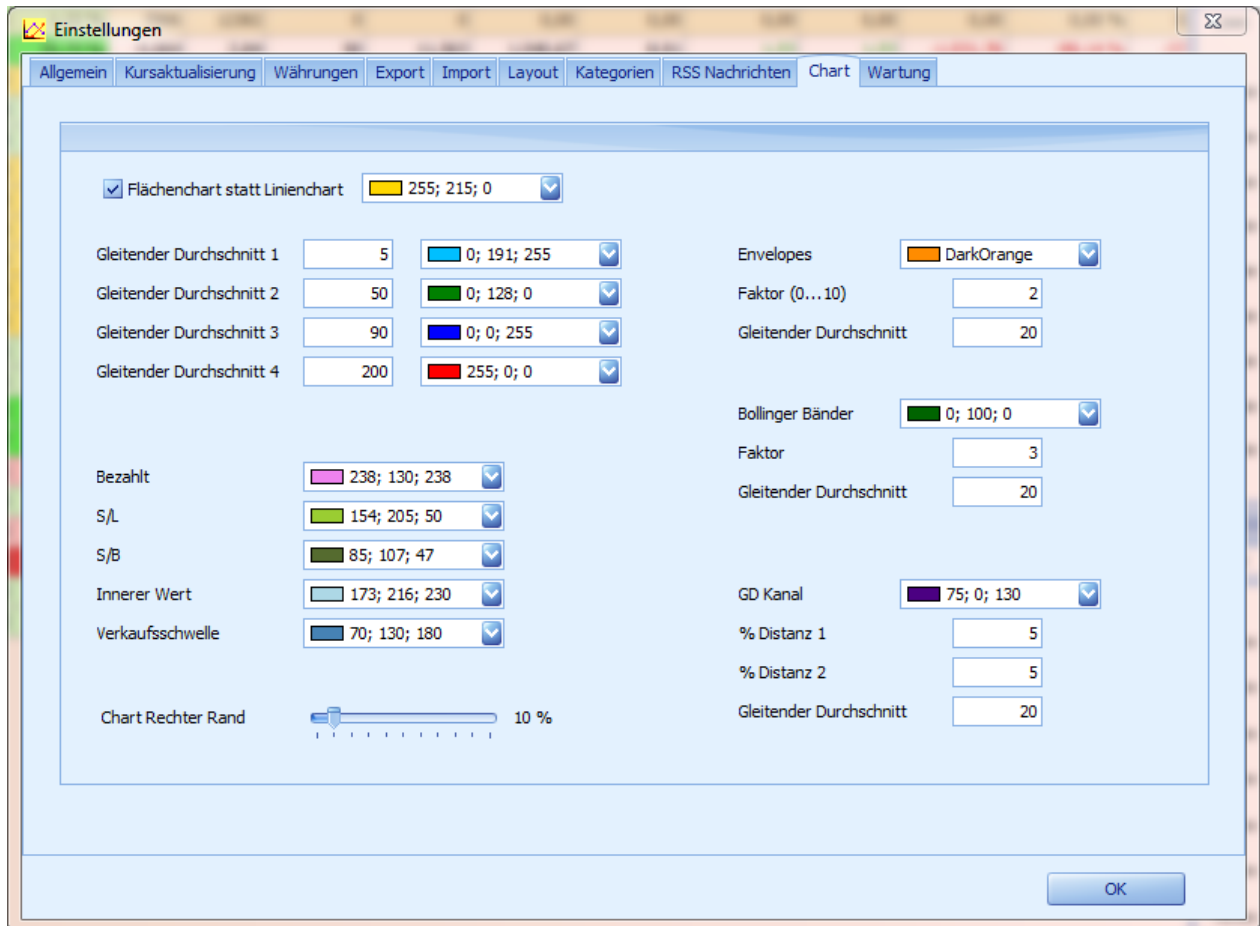 Einstellungen
Allgemein Kursaktualisierung Währungen Export Import Layout Kategorien RSS Nachrichten Chart Wartung
Flächenchart statt Linienchart 255; 215; 0
Gleitender Durchschnitt 1 5 0; 191; 255
Gleitender Durchschnitt 2 50 0; 128; 0
Gleitender Durchschnitt 3 90 0; 0; 255
Gleitender Durchschnitt 4 200 255; 0; 0
Bezahlt 238; 130; 238
S/L 154; 205; 50
S/B 85; 107; 47
Innerer Wert 173; 216; 230
Verkaufsschwelle 70; 130; 180
Chart Rechter Rand 10 %
Envelopes DarkOrange
Faktor (0...10) 2
Gleitender Durchschnitt 20
Bollinger Bänder 0; 100; 0
Faktor 3
Gleitender Durchschnitt 20
GD Kanal 75; 0; 130
% Distanz 1 5
% Distanz 2 5
Gleitender Durchschnitt 20
OK